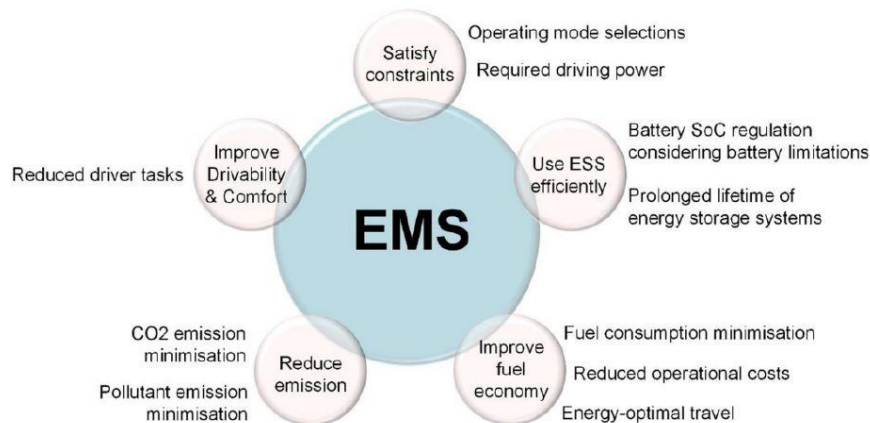 Satisfy
constraints
Operating mode selections
Required driving power
Improve
Drivability
& Comfort
Reduced driver tasks
Use ESS
efficiently
Battery SoC regulation
considering battery limitations
Prolonged lifetime of
energy storage systems
EMS
CO2 emission
minimisation
Pollutant emission
minimisation
Reduce
emission
Improve
fuel
economy
Fuel consumption minimisation
Reduced operational costs
Energy-optimal travel